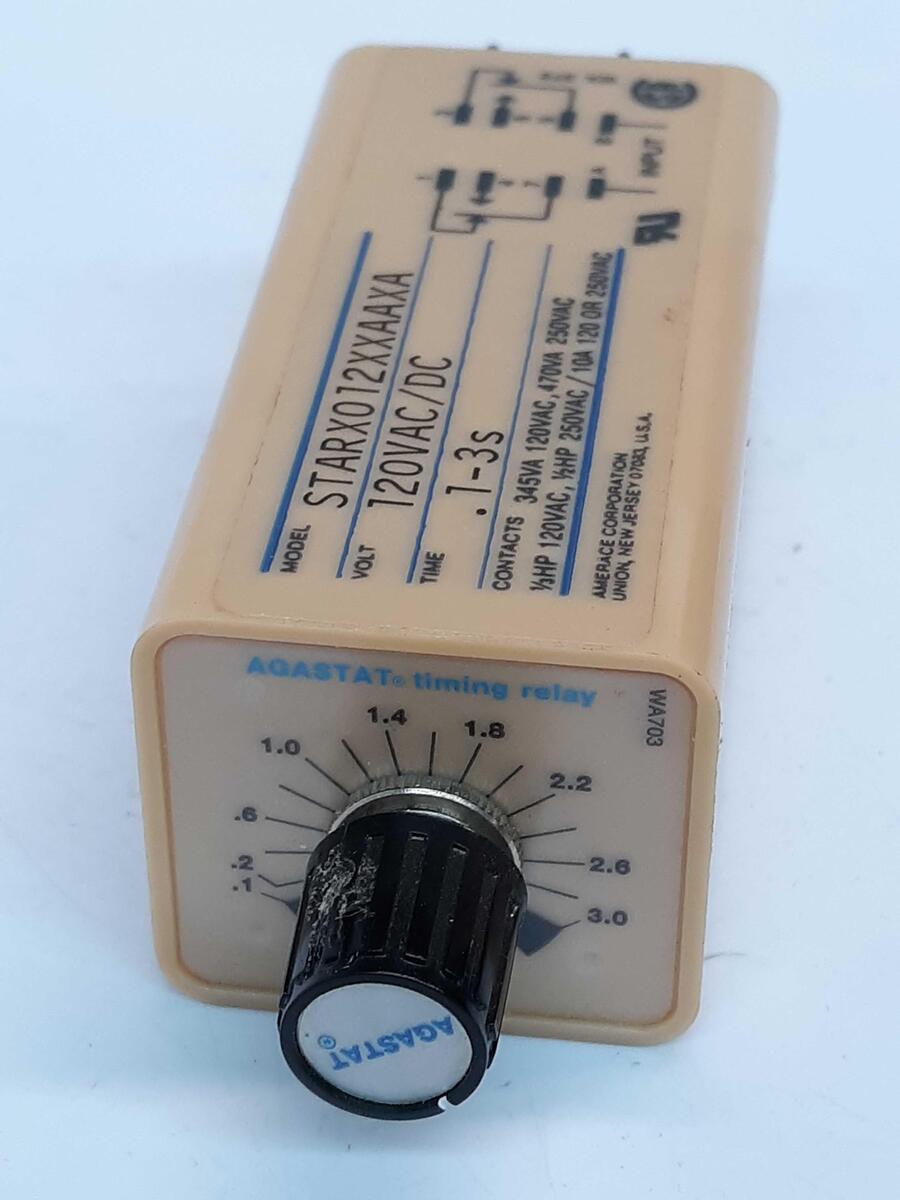 INPUT
A
B
MODEL STARX012XXAAXA
VOLT 120VAC/DC
TIME .1-3s
CONTACTS 345VA 120VAC, 470VA 250VAC
⅓HP 120VAC, ½HP 250VAC / 10A 120 OR 250VAC
AMERACE CORPORATION
UNION, NEW JERSEY 07083, U.S.A.
AGASTAT® timing relay
WA703
.1
.2
.6
1.0
1.4
1.8
2.2
2.6
3.0
AGASTAT®